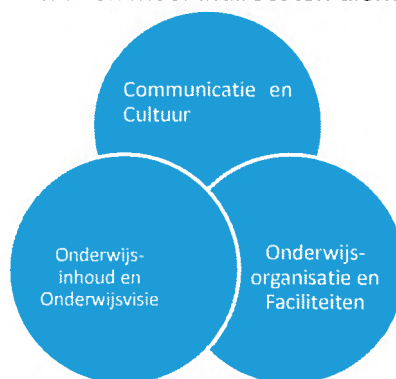 Communicatie en
Cultuur
Onderwijs-
inhoud en
Onderwijsvisie
Onderwijs-
organisatie en
Faciliteiten